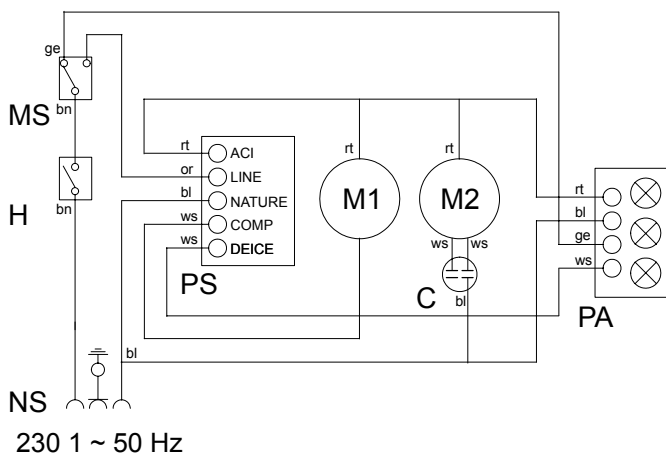 ge
MS
bn
H
bn
rt ACI
or LINE
bl NATURE
ws COMP
ws DEICE
PS
rt
M1
rt
M2
ws ws
C
bl
rt
bl
ge
ws
PA
bl
NS
230 1 ~ 50 Hz